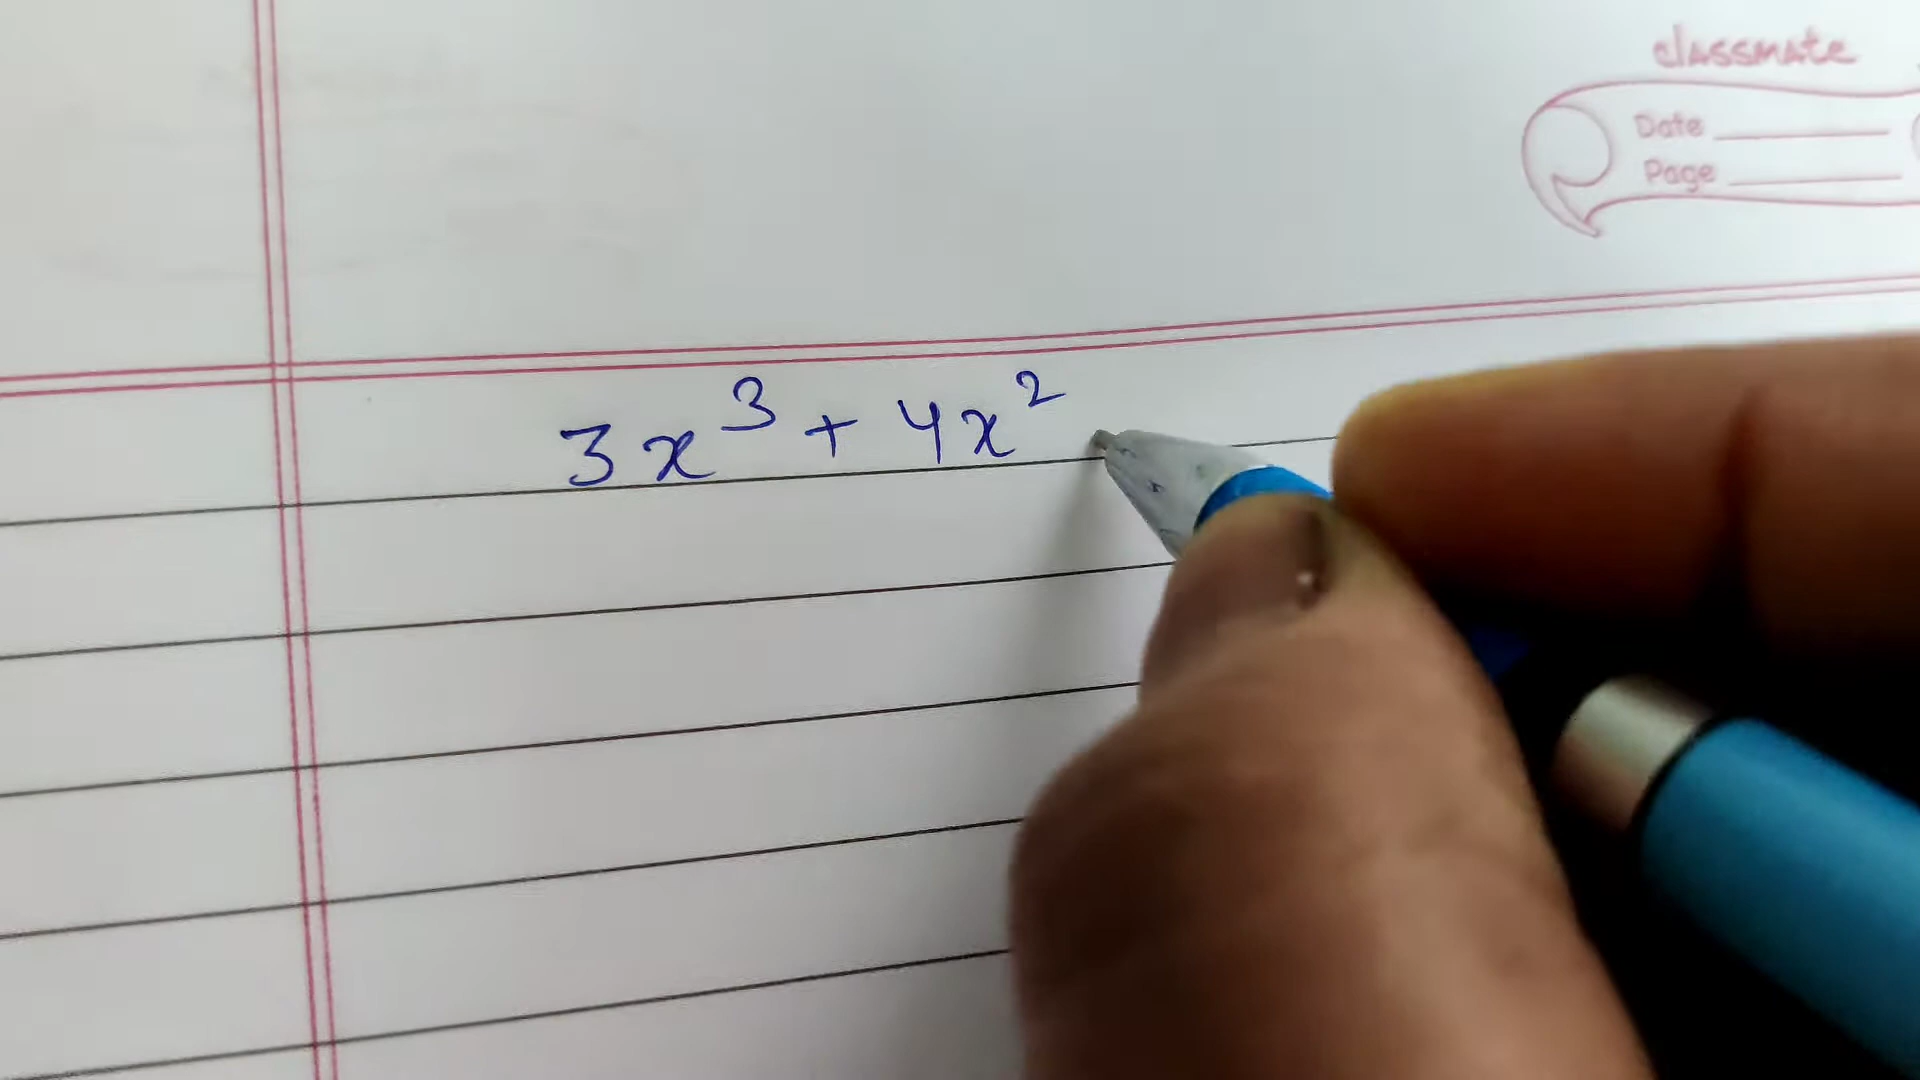 classmate
Date
Page
3x³ + 4x²